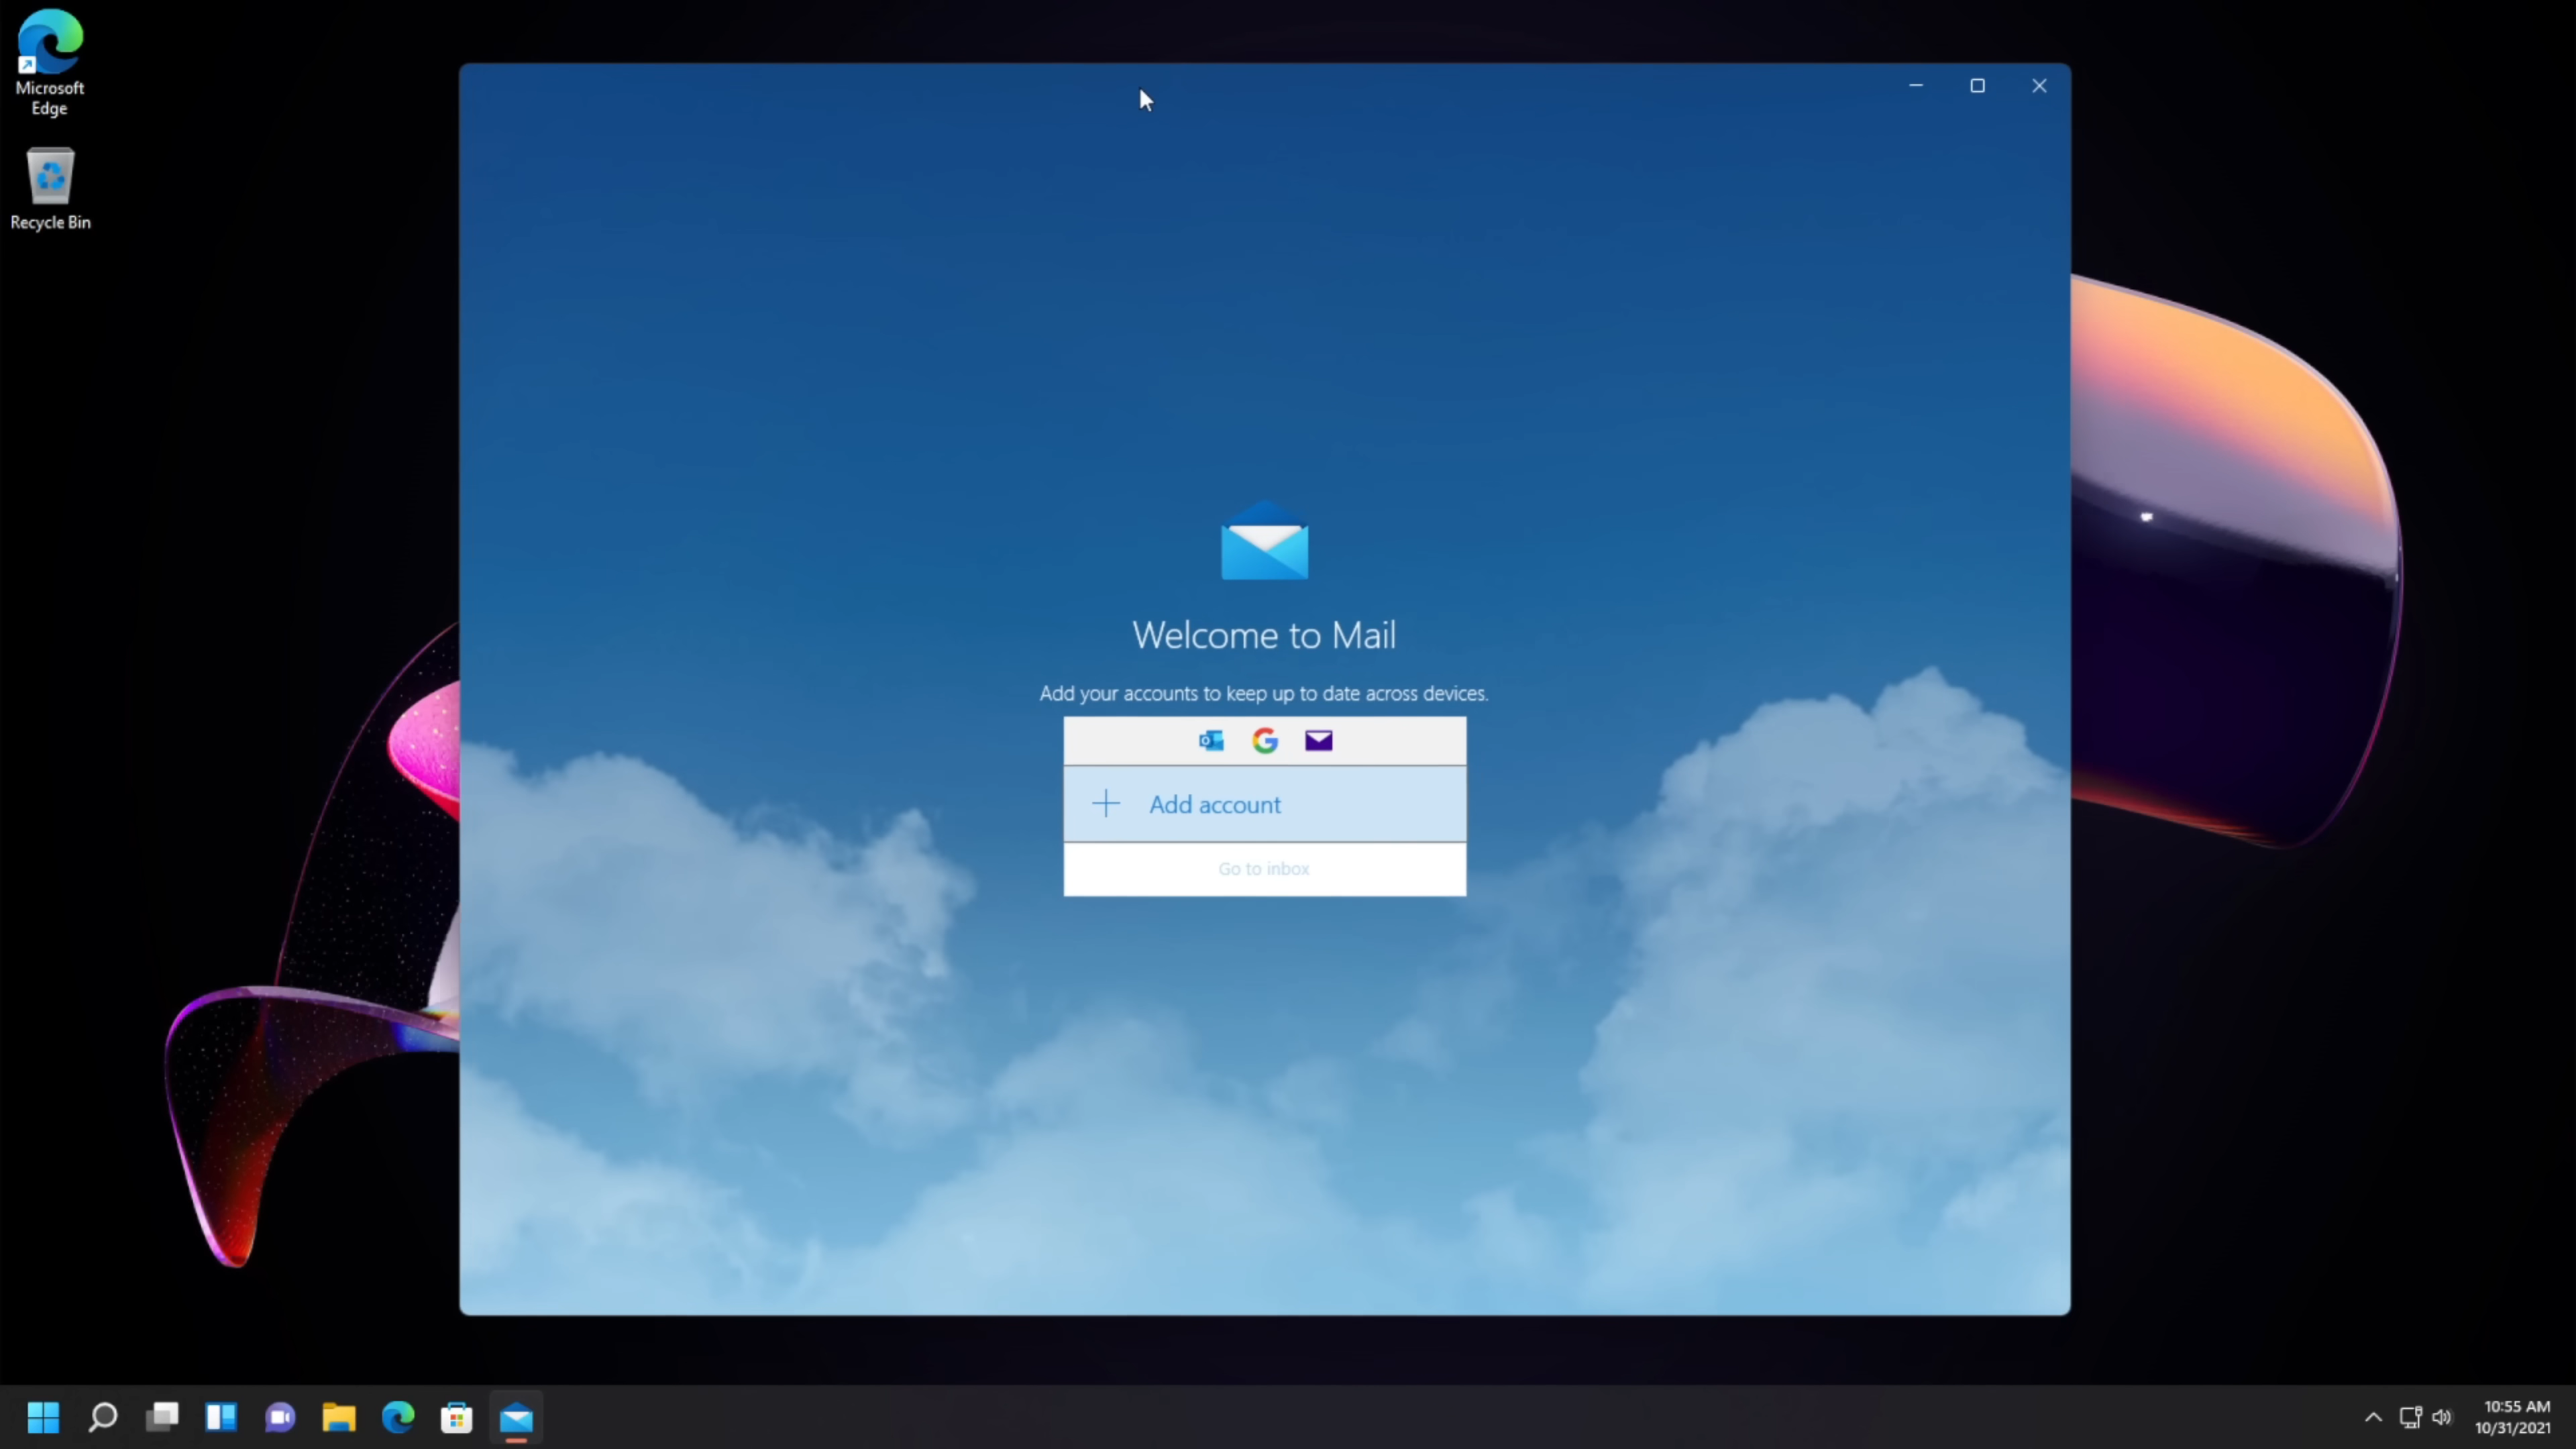 Microsoft
Edge
Recycle Bin
Welcome to Mail
Add your accounts to keep up to date across devices.
Add account
Go to inbox
10:55 AM
10/31/2021